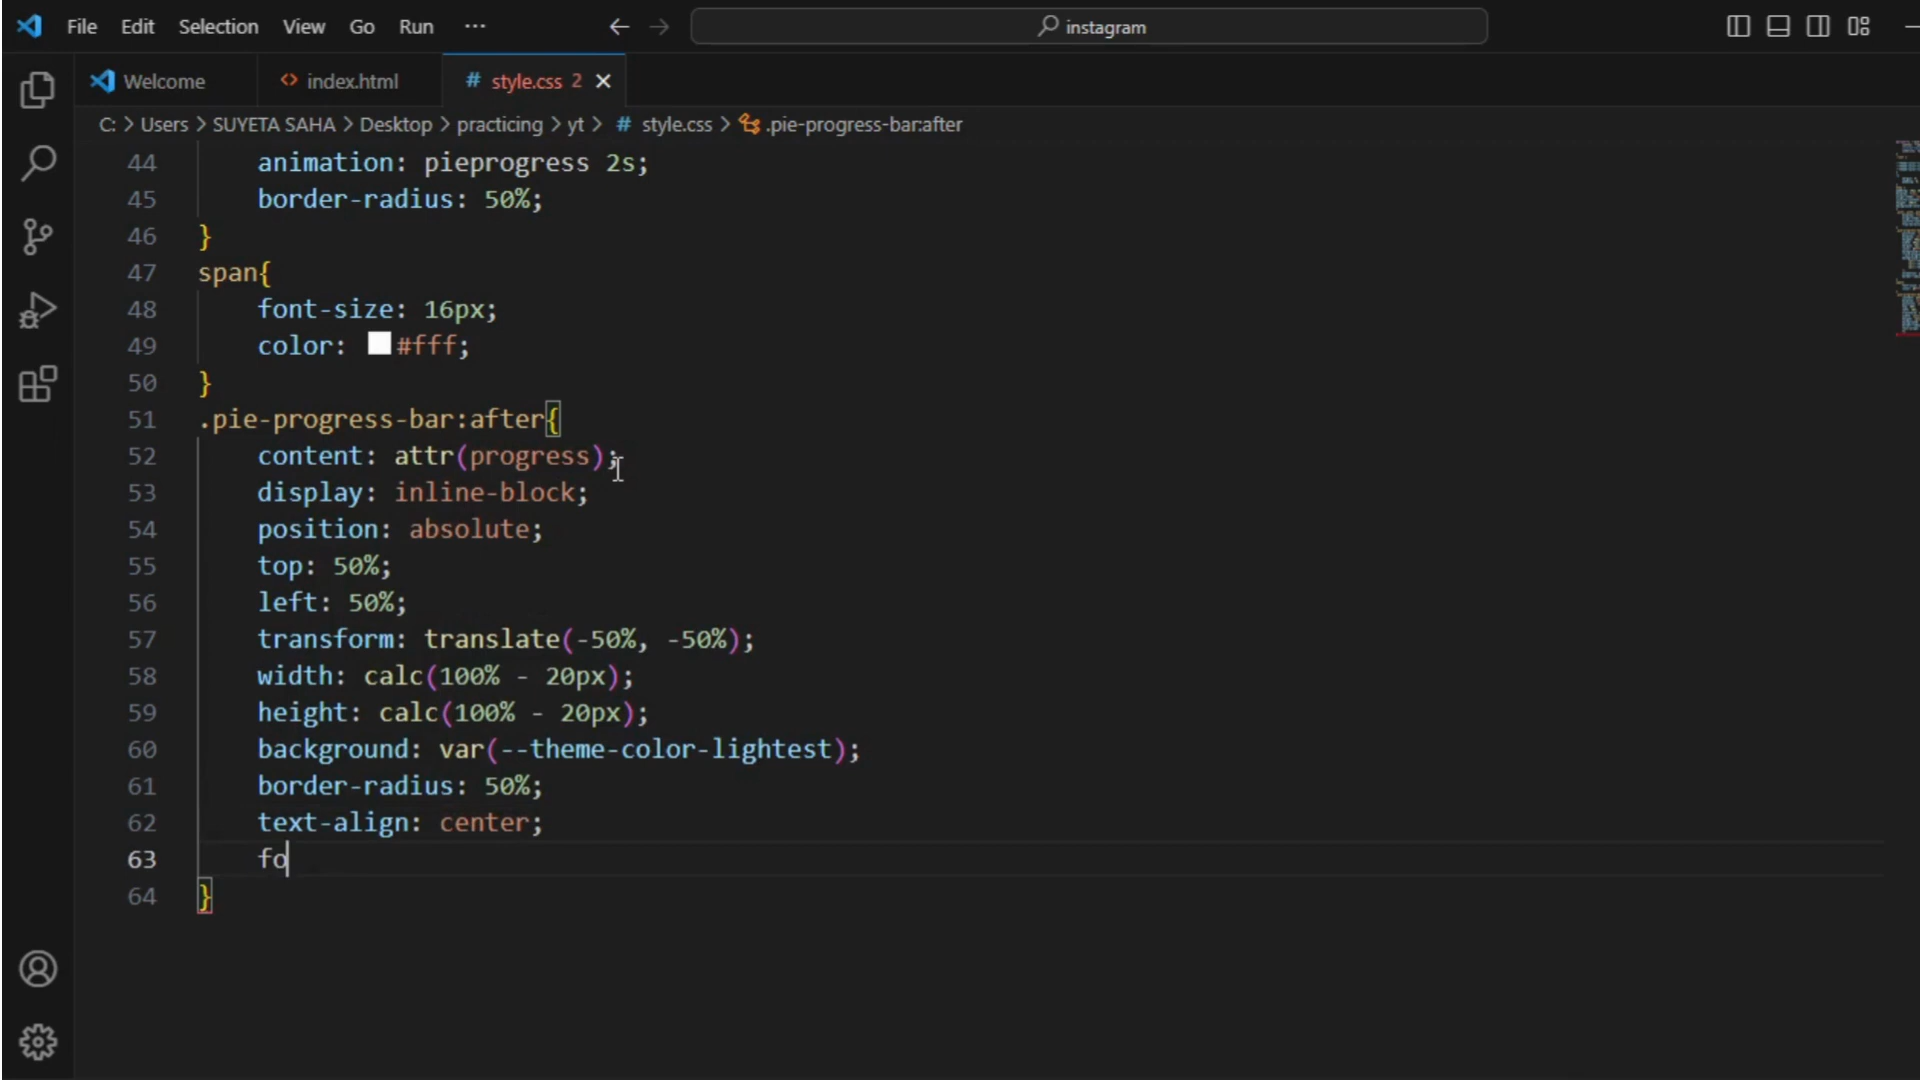 File Edit Selection View Go Run ··· instagram
Welcome index.html # style.css 2
C: > Users > SUYETA SAHA > Desktop > practicing > yt > # style.css > .pie-progress-bar:after
44 animation: pieprogress 2s;
45 border-radius: 50%;
46 }
47 span{
48 font-size: 16px;
49 color: #fff;
50 }
51 .pie-progress-bar:after{
52 content: attr(progress);
53 display: inline-block;
54 position: absolute;
55 top: 50%;
56 left: 50%;
57 transform: translate(-50%, -50%);
58 width: calc(100% - 20px);
59 height: calc(100% - 20px);
60 background: var(--theme-color-lightest);
61 border-radius: 50%;
62 text-align: center;
63 fo
64 }